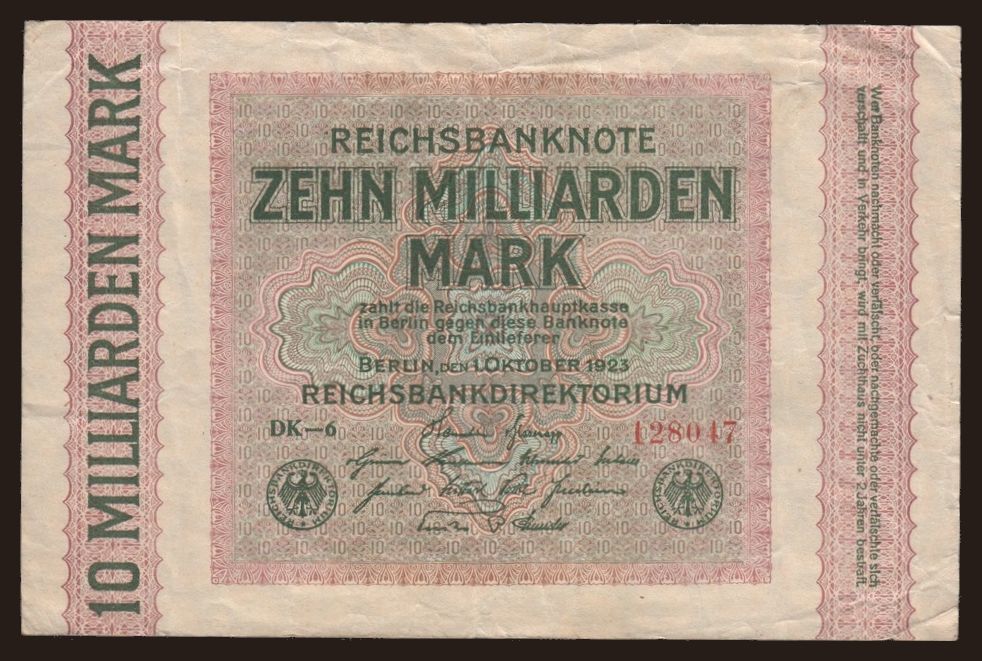 10 MILLIARDEN MARK
REICHSBANKNOTE
ZEHN MILLIARDEN
MARK
zahlt die Reichsbankhauptkasse
in Berlin gegen diese Banknote
dem Einlieferer
BERLIN, DEN 1.OKTOBER 1923
REICHSBANKDIREKTORIUM
DK–6
128047
REICHSBANKDIREKTORIUM
REICHSBANKDIREKTORIUM
Wer Banknoten nachmacht oder verfälscht, oder nachgemachte oder verfälschte sich
verschafft und in Verkehr bringt, wird mit Zuchthaus nicht unter 2 Jahren bestraft.